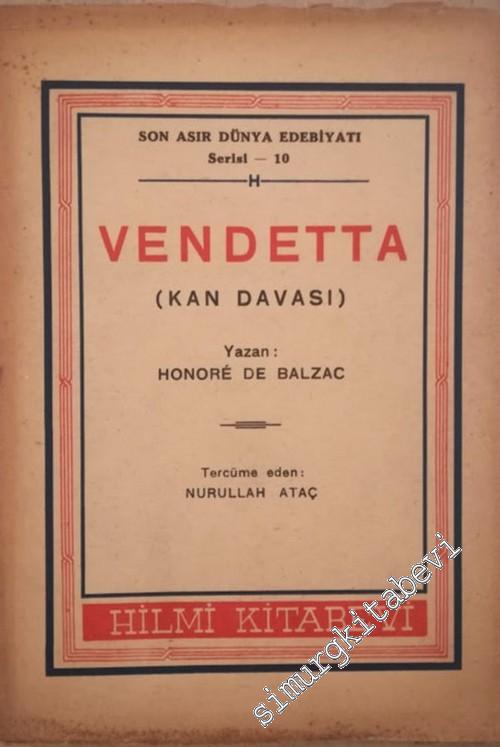 SON ASIR DÜNYA EDEBİYATI
Serisi — 10
H
VENDETTA
(KAN DAVASI)
Yazan :
HONORÉ DE BALZAC
Tercüme eden :
NURULLAH ATAÇ
HİLMİ KİTABEVİ
simurgkitabevi